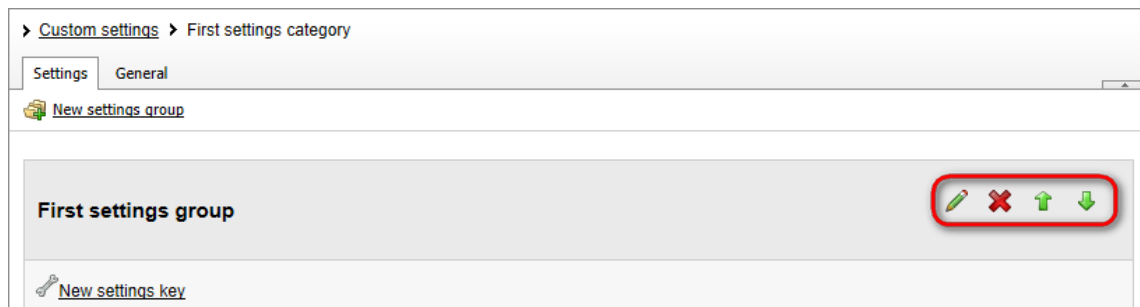 Custom settings > First settings category
Settings General
New settings group
First settings group
New settings key